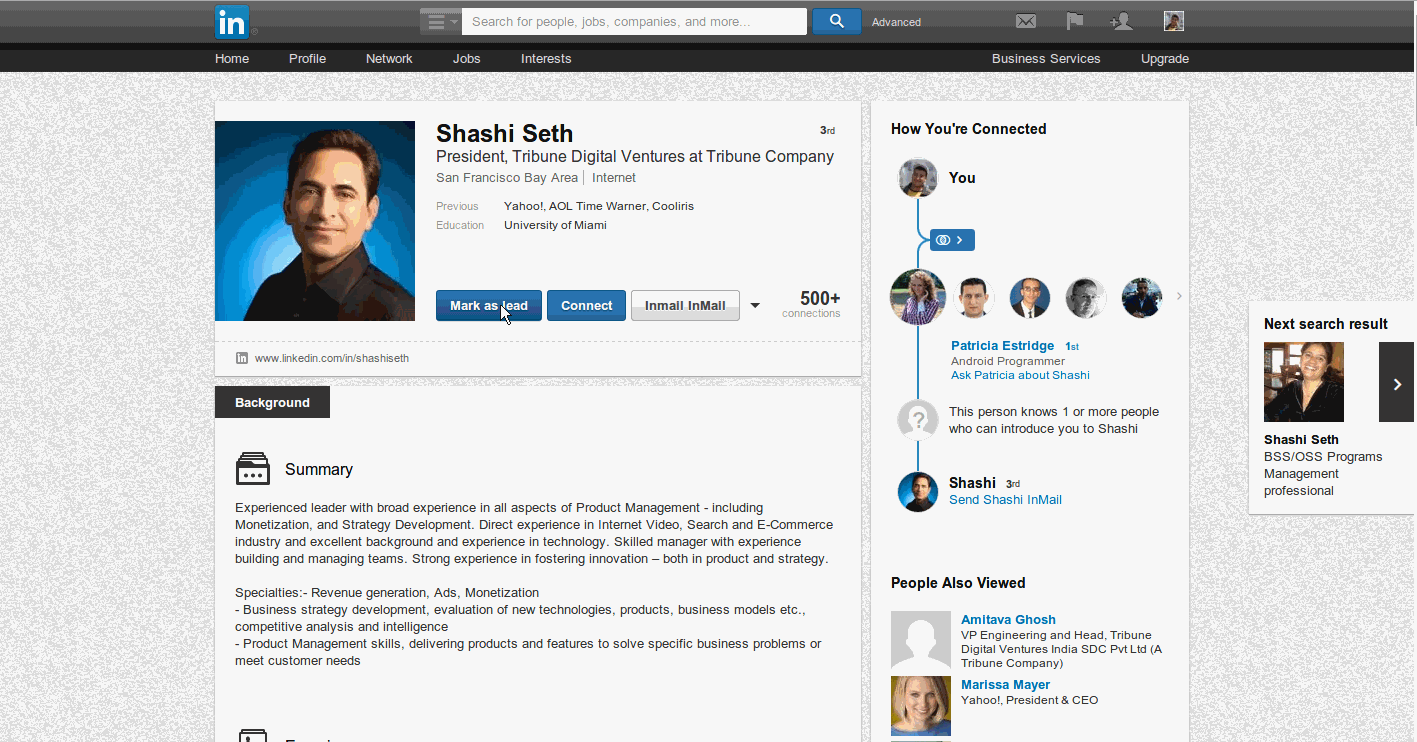 in
Search for people, jobs, companies, and more...
Advanced
Home Profile Network Jobs Interests Business Services Upgrade
Shashi Seth
3rd
President, Tribune Digital Ventures at Tribune Company
San Francisco Bay Area | Internet
Previous Yahoo!, AOL Time Warner, Cooliris
Education University of Miami
Mark as lead Connect Inmail InMail
500+
connections
www.linkedin.com/in/shashiseth
Background
Summary
Experienced leader with broad experience in all aspects of Product Management - including
Monetization, and Strategy Development. Direct experience in Internet Video, Search and E-Commerce
industry and excellent background and experience in technology. Skilled manager with experience
building and managing teams. Strong experience in fostering innovation – both in product and strategy.
Specialties:- Revenue generation, Ads, Monetization
- Business strategy development, evaluation of new technologies, products, business models etc.,
competitive analysis and intelligence
- Product Management skills, delivering products and features to solve specific business problems or
meet customer needs
How You're Connected
You
Patricia Estridge 1st
Android Programmer
Ask Patricia about Shashi
?
This person knows 1 or more people
who can introduce you to Shashi
Shashi 3rd
Send Shashi InMail
People Also Viewed
Amitava Ghosh
VP Engineering and Head, Tribune
Digital Ventures India SDC Pvt Ltd (A
Tribune Company)
Marissa Mayer
Yahoo!, President & CEO
Next search result
Shashi Seth
BSS/OSS Programs
Management
professional